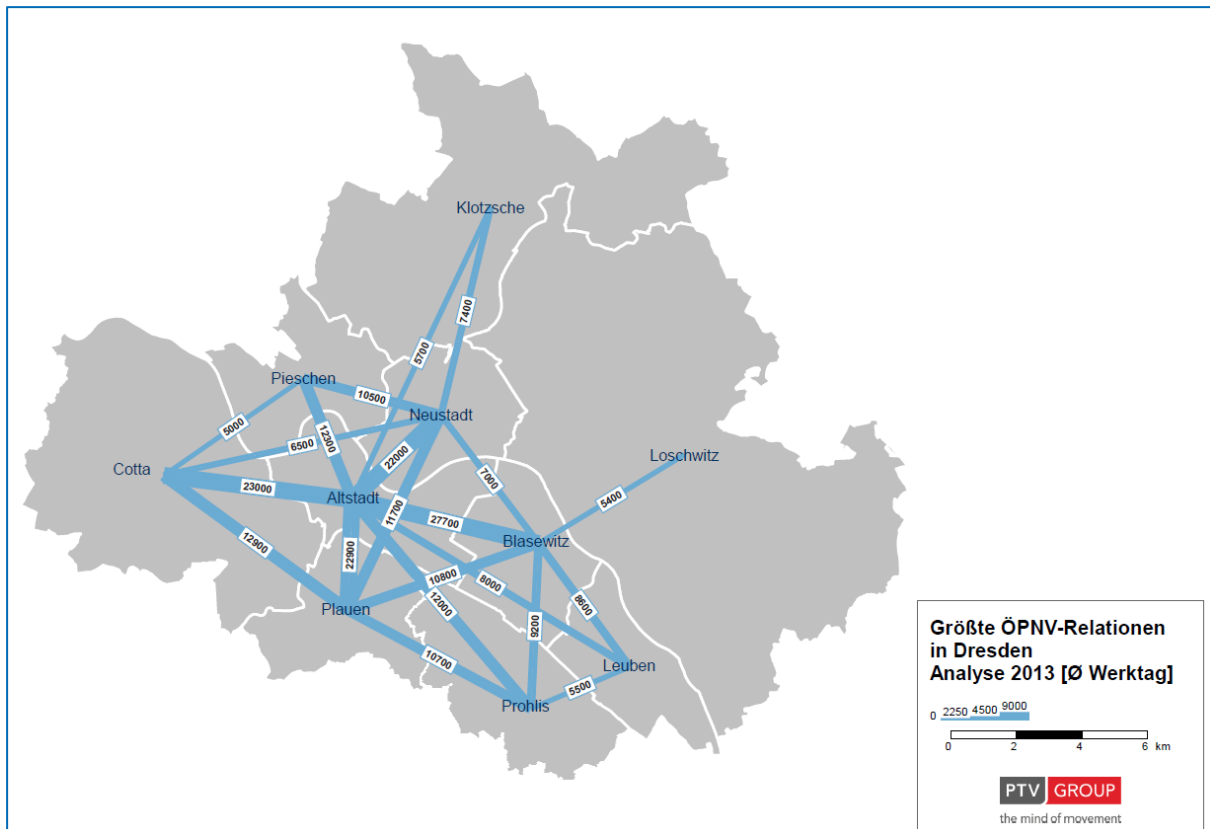 Klotzsche
7400
5700
Pieschen
10500
Neustadt
5000
12300
6500
22000
Loschwitz
Cotta
7000
23000
Altstadt
5400
11700
27700
Blasewitz
12900
22900
10800
8000
Plauen
12000
8600
9200
10700
Leuben
5500
Prohlis
Größte ÖPNV-Relationen
in Dresden
Analyse 2013 [Ø Werktag]
0 2250 4500 9000
0 2 4 6 km
PTV GROUP
the mind of movement